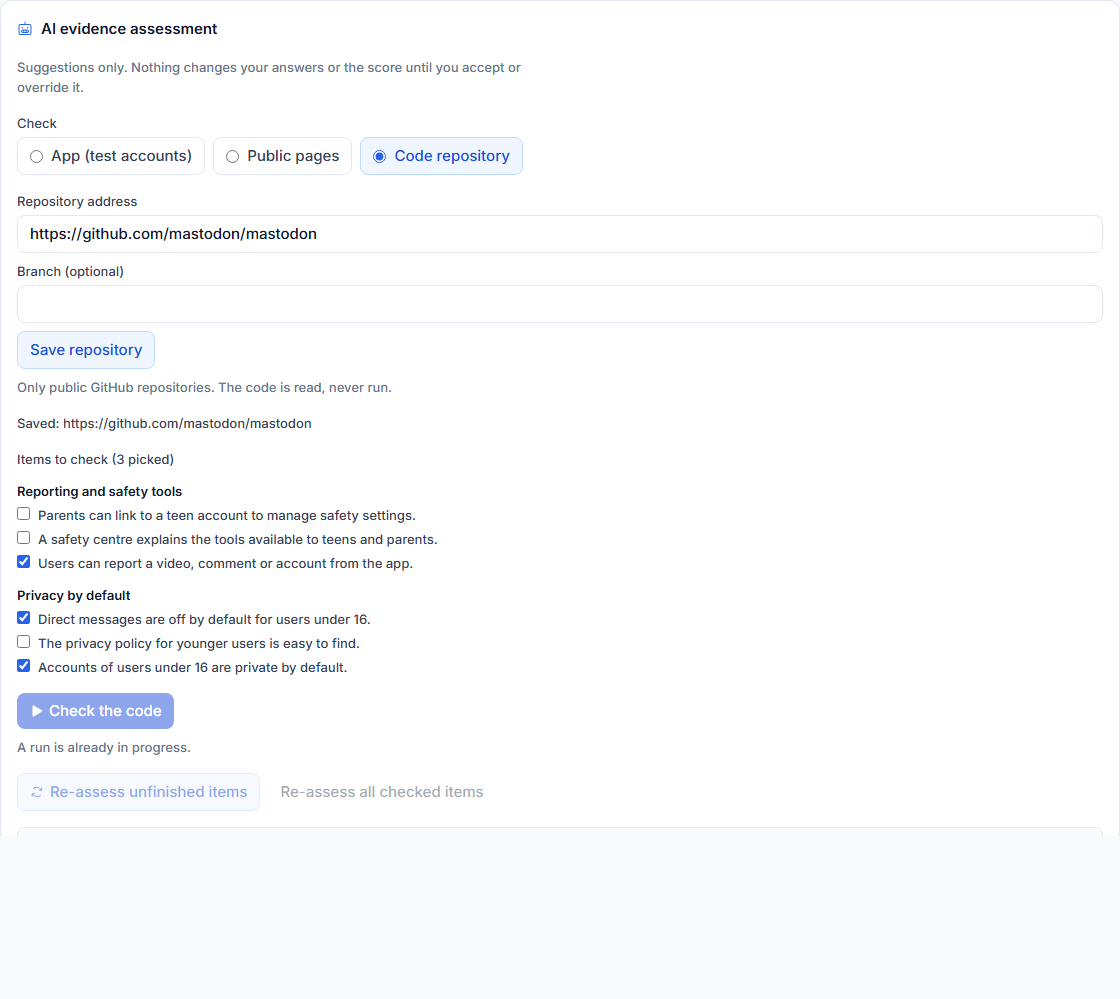 AI evidence assessment
Suggestions only. Nothing changes your answers or the score until you accept or
override it.
Check
App (test accounts)
Public pages
Code repository
Repository address
https://github.com/mastodon/mastodon
Branch (optional)
Save repository
Only public GitHub repositories. The code is read, never run.
Saved: https://github.com/mastodon/mastodon
Items to check (3 picked)
Reporting and safety tools
Parents can link to a teen account to manage safety settings.
A safety centre explains the tools available to teens and parents.
Users can report a video, comment or account from the app.
Privacy by default
Direct messages are off by default for users under 16.
The privacy policy for younger users is easy to find.
Accounts of users under 16 are private by default.
Check the code
A run is already in progress.
Re-assess unfinished items
Re-assess all checked items